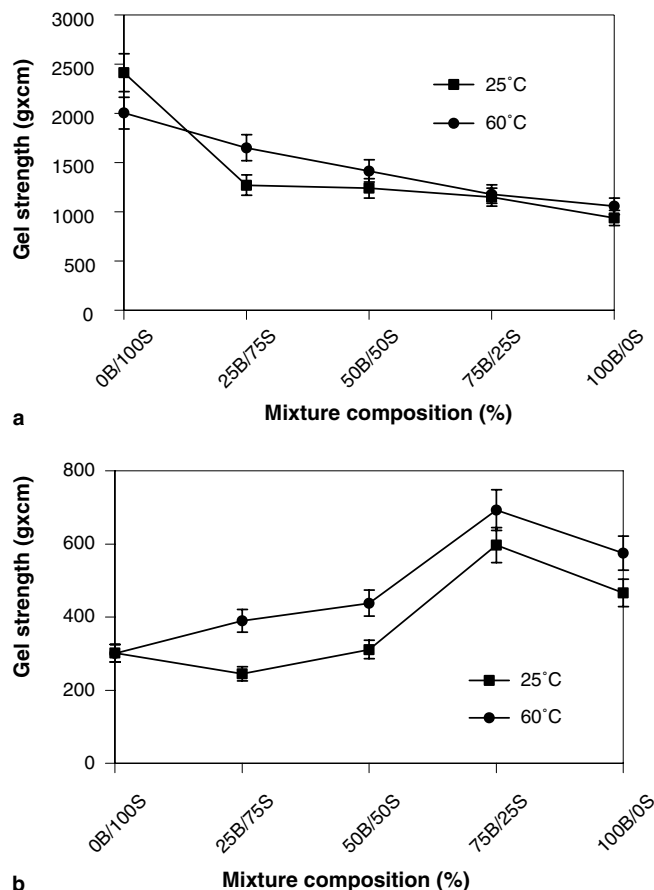 3000
2500
2000
1500
1000
500
0
Gel strength (gxcm)
25˚C
60˚C
0B/100S
25B/75S
50B/50S
75B/25S
100B/0S
Mixture composition (%)
a
800
600
400
200
0
Gel strength (gxcm)
25˚C
60˚C
0B/100S
25B/75S
50B/50S
75B/25S
100B/0S
Mixture composition (%)
b